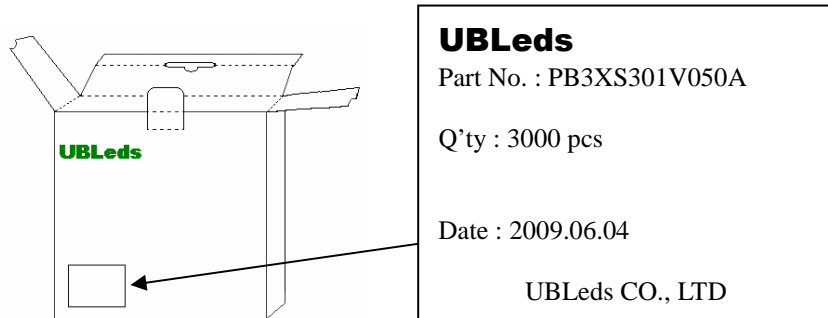 UBLeds
UBLeds
Part No. : PB3XS301V050A
Q’ty : 3000 pcs
Date : 2009.06.04
UBLeds CO., LTD